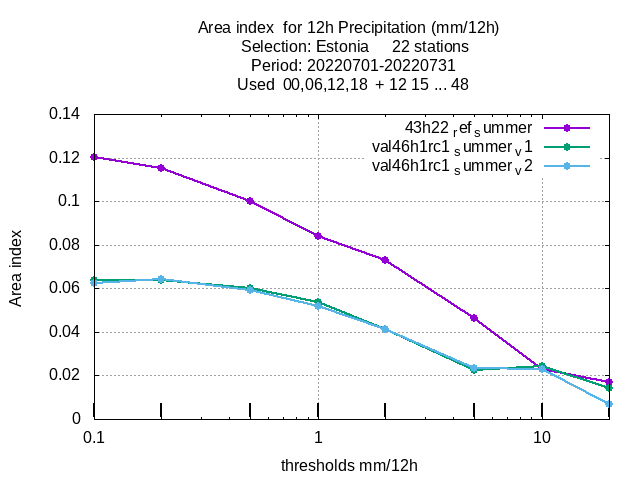 Area index for 12h Precipitation (mm/12h)
Selection: Estonia 22 stations
Period: 20220701-20220731
Used 00,06,12,18 + 12 15 ... 48
43h22 ref summer
val46h1rc1 summer v1
val46h1rc1 summer v2
0.14
0.12
0.1
0.08
0.06
0.04
0.02
0
Area index
0.1 1 10
thresholds mm/12h